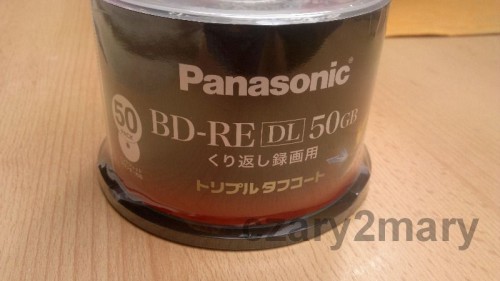 Panasonic
50
BD-RE DL 50GB
くり返し録画用
トリプル タフコート
czary2mary